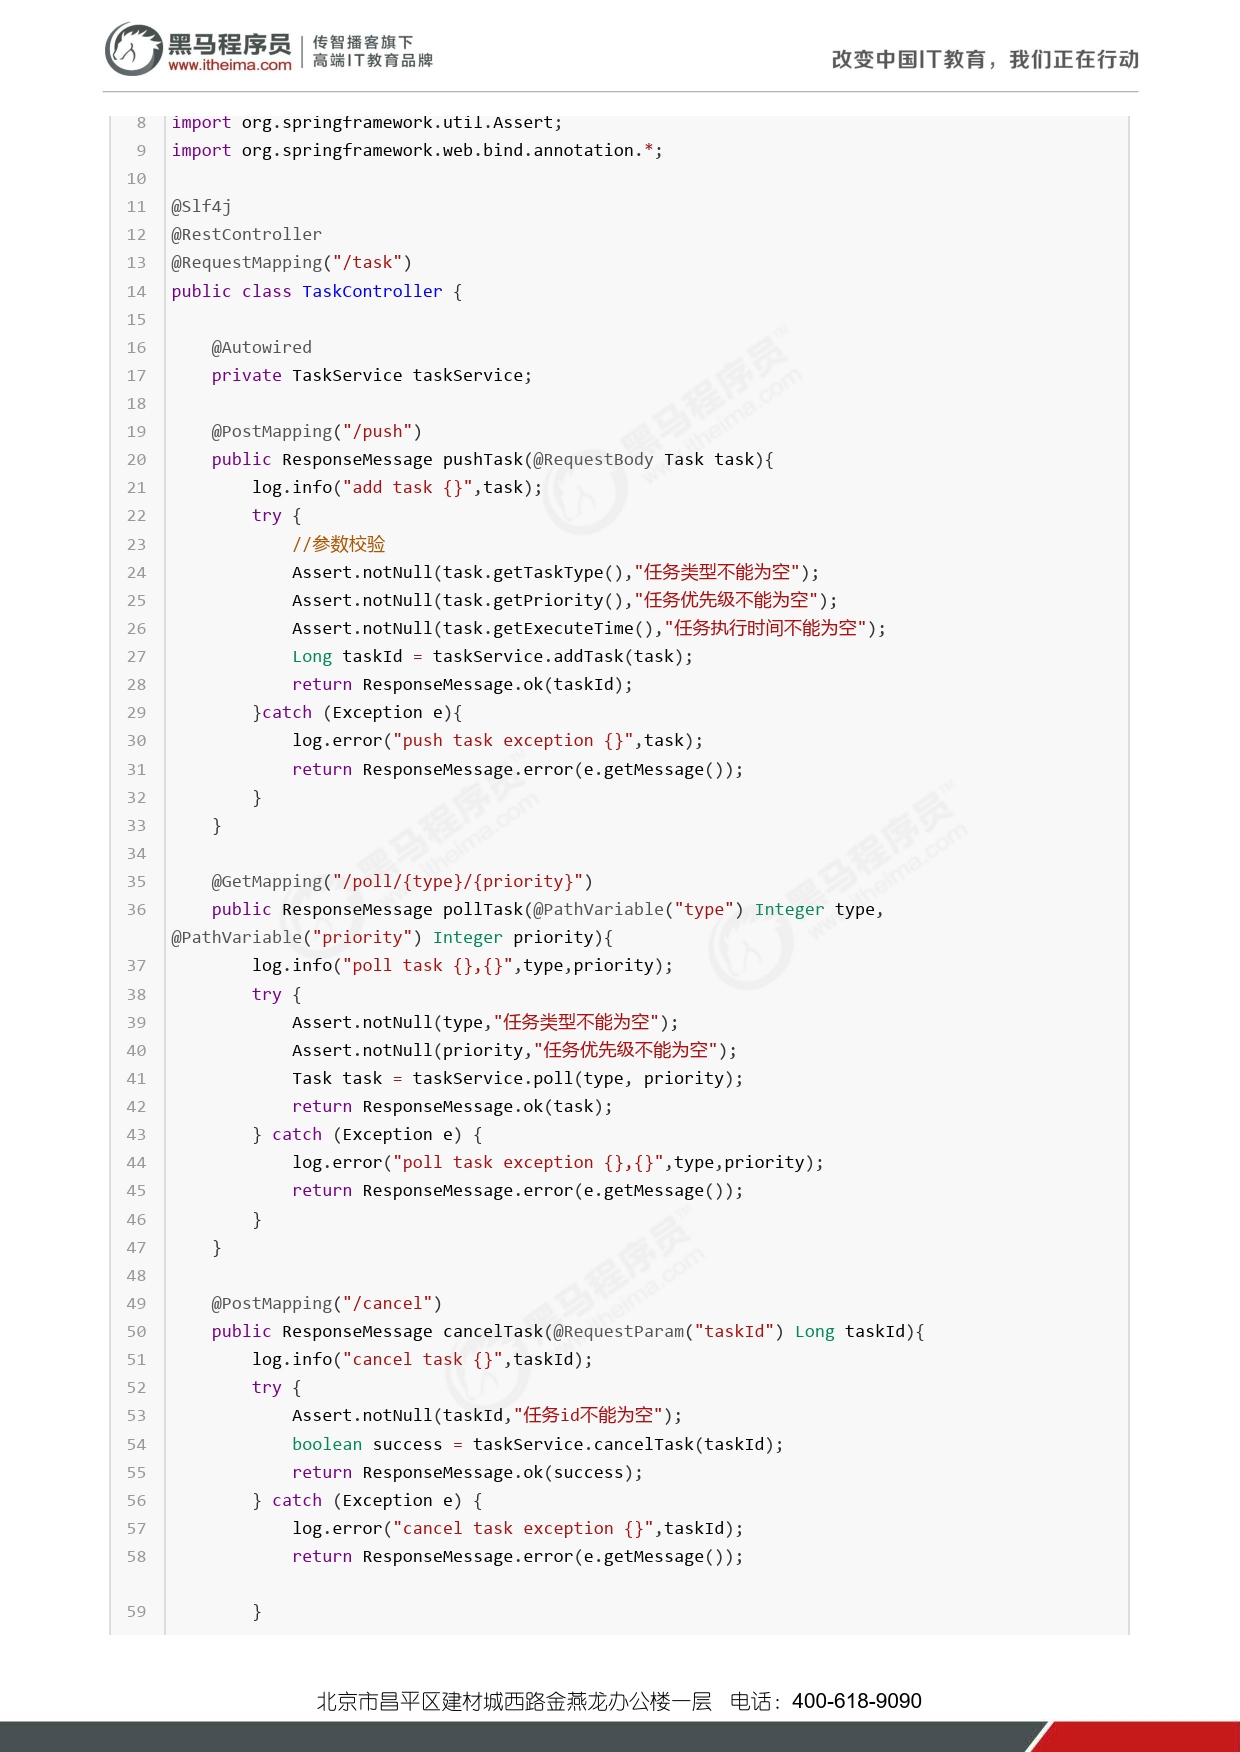 黑马程序员
www.itheima.com
传智播客旗下
高端IT教育品牌
改变中国IT教育，我们正在行动
8 import org.springframework.util.Assert;
9 import org.springframework.web.bind.annotation.*;
10
11 @Slf4j
12 @RestController
13 @RequestMapping("/task")
14 public class TaskController {
15
16     @Autowired
17     private TaskService taskService;
18
19     @PostMapping("/push")
20     public ResponseMessage pushTask(@RequestBody Task task){
21         log.info("add task {}",task);
22         try {
23             //参数校验
24             Assert.notNull(task.getTaskType(),"任务类型不能为空");
25             Assert.notNull(task.getPriority(),"任务优先级不能为空");
26             Assert.notNull(task.getExecuteTime(),"任务执行时间不能为空");
27             Long taskId = taskService.addTask(task);
28             return ResponseMessage.ok(taskId);
29         }catch (Exception e){
30             log.error("push task exception {}",task);
31             return ResponseMessage.error(e.getMessage());
32         }
33     }
34
35     @GetMapping("/poll/{type}/{priority}")
36     public ResponseMessage pollTask(@PathVariable("type") Integer type,
@PathVariable("priority") Integer priority){
37         log.info("poll task {},{}",type,priority);
38         try {
39             Assert.notNull(type,"任务类型不能为空");
40             Assert.notNull(priority,"任务优先级不能为空");
41             Task task = taskService.poll(type, priority);
42             return ResponseMessage.ok(task);
43         } catch (Exception e) {
44             log.error("poll task exception {},{}",type,priority);
45             return ResponseMessage.error(e.getMessage());
46         }
47     }
48
49     @PostMapping("/cancel")
50     public ResponseMessage cancelTask(@RequestParam("taskId") Long taskId){
51         log.info("cancel task {}",taskId);
52         try {
53             Assert.notNull(taskId,"任务id不能为空");
54             boolean success = taskService.cancelTask(taskId);
55             return ResponseMessage.ok(success);
56         } catch (Exception e) {
57             log.error("cancel task exception {}",taskId);
58             return ResponseMessage.error(e.getMessage());
59         }
北京市昌平区建材城西路金燕龙办公楼一层 电话：400-618-9090